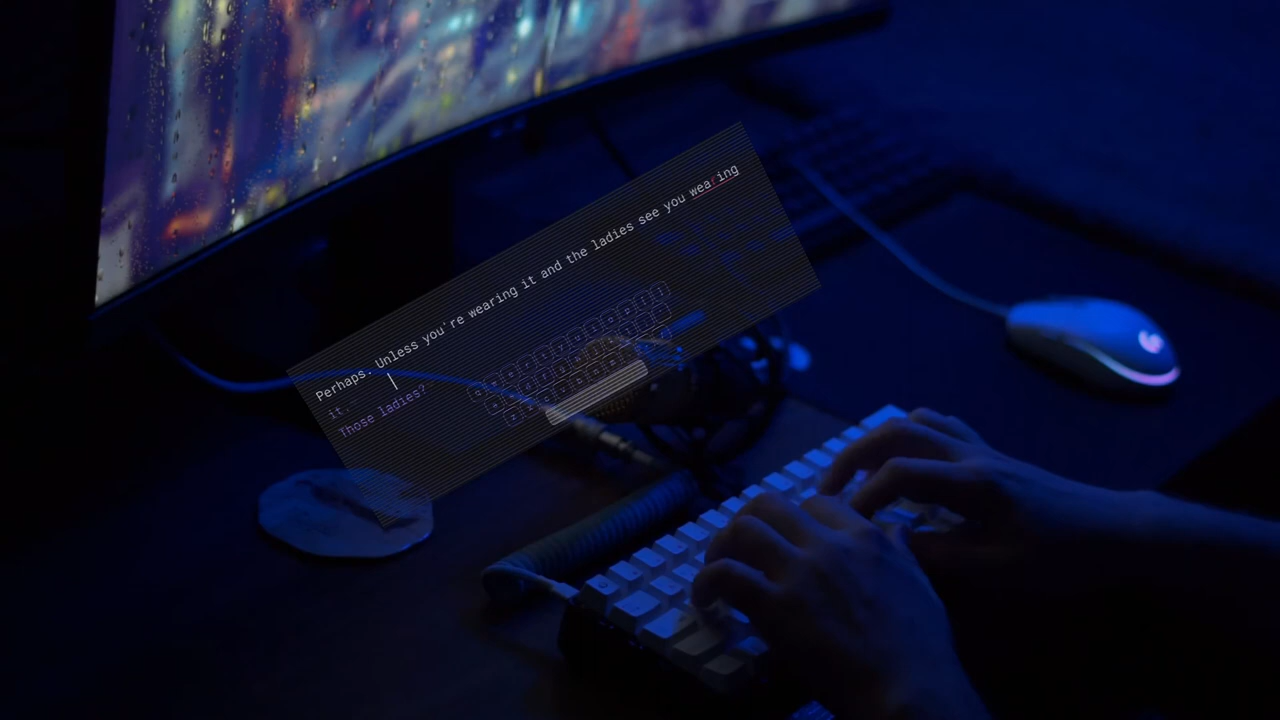 Perhaps. Unless you're wearing it and the ladies see you wearing
it.
Those ladies?